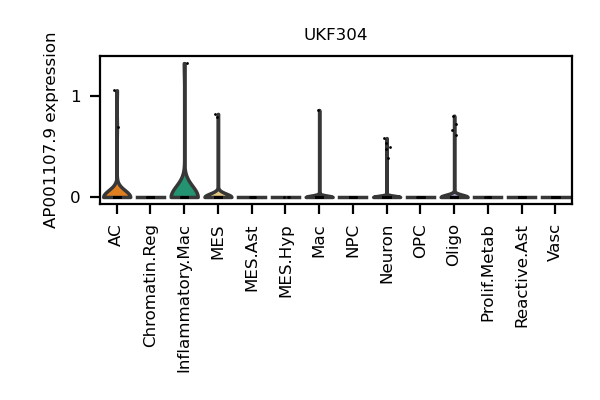 UKF304
AP001107.9 expression
1
0
AC
Chromatin.Reg
Inflammatory.Mac
MES
MES.Ast
MES.Hyp
Mac
NPC
Neuron
OPC
Oligo
Prolif.Metab
Reactive.Ast
Vasc